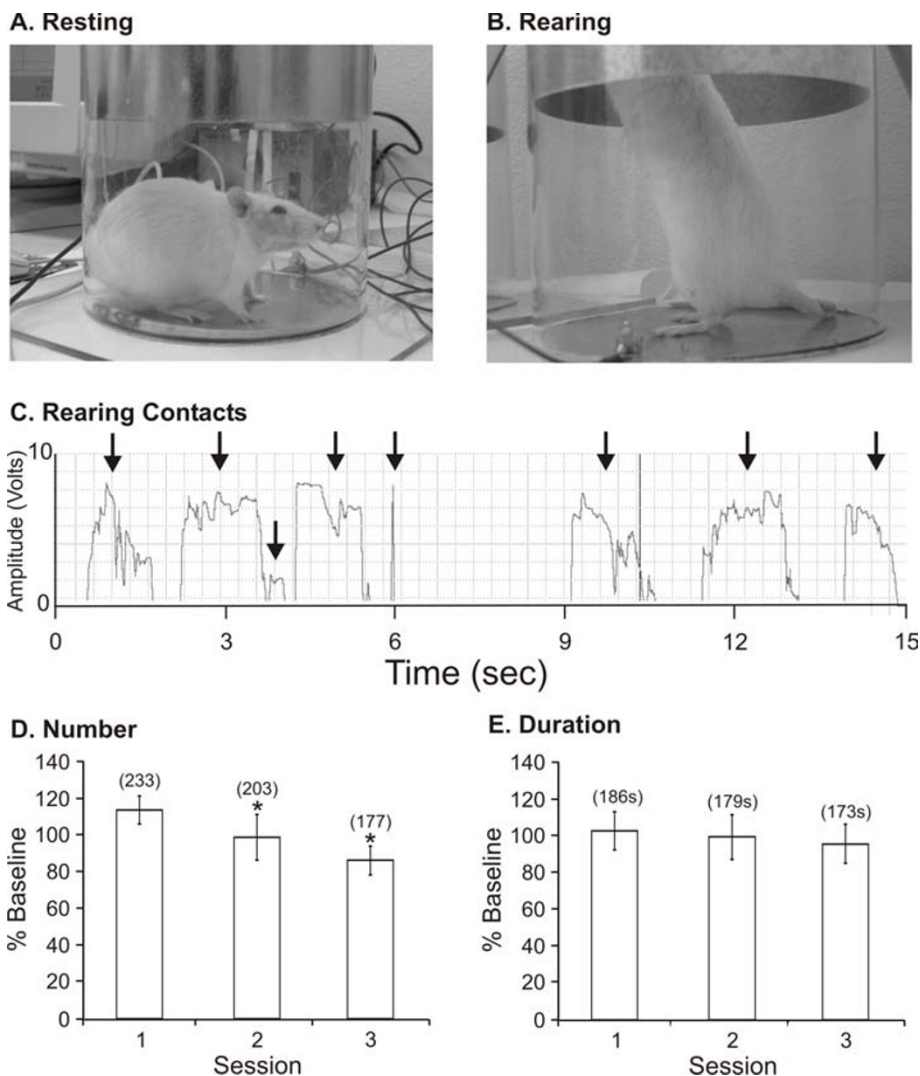 A. Resting
B. Rearing
C. Rearing Contacts
10
Amplitude (Volts)
0
0 3 6 9 12 15
Time (sec)
D. Number
E. Duration
140
120
100
80
60
40
20
0
% Baseline
(233)
(203)
*
(177)
*
1 2 3
Session
140
120
100
80
60
40
20
0
% Baseline
(186s)
(179s)
(173s)
1 2 3
Session